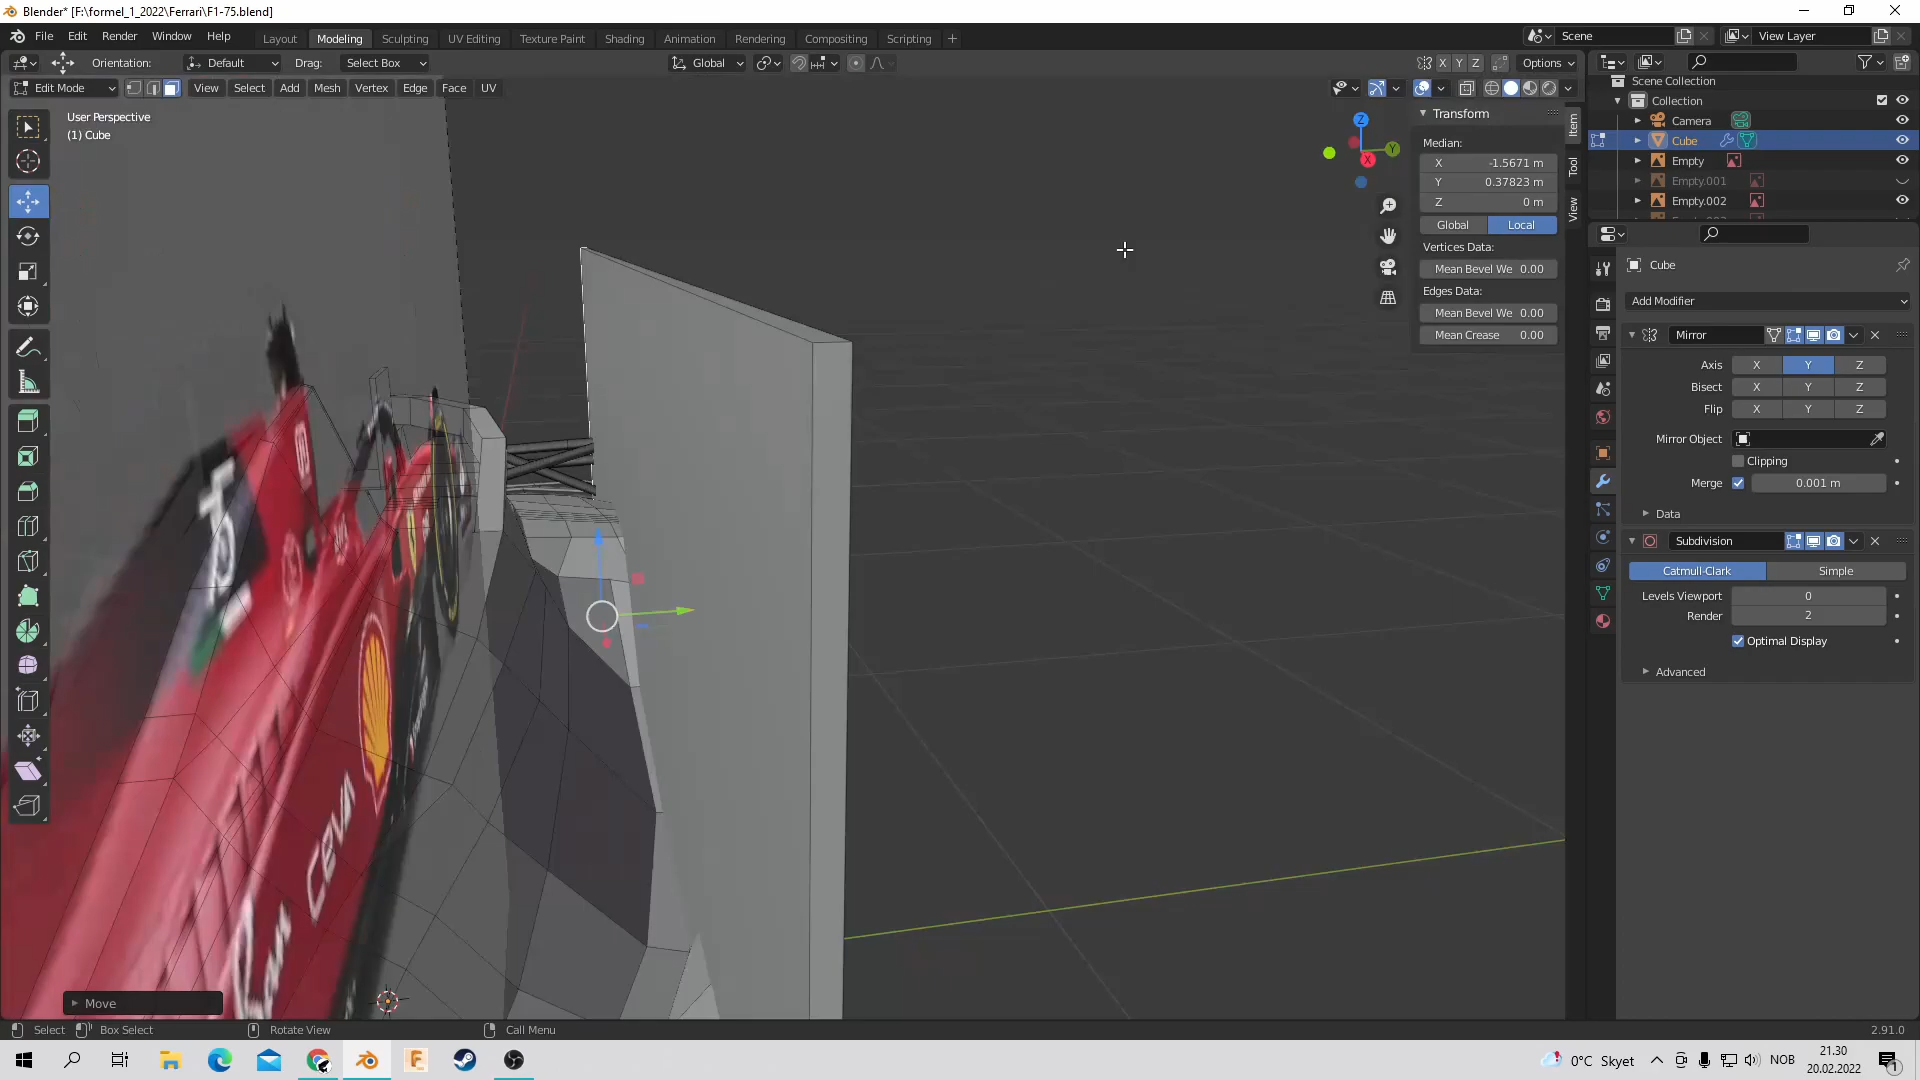 Blender* [F:\formel_1_2022\Ferrari\F1-75.blend]
File Edit Render Window Help
Layout Modeling Sculpting UV Editing Texture Paint Shading Animation Rendering Compositing Scripting
Scene
View Layer
Orientation: Default Drag: Select Box
Global
X Y Z Options
Edit Mode View Select Add Mesh Vertex Edge Face UV
User Perspective
(1) Cube
Z
Y
X
Transform
Median:
X -1.5671 m
Y 0.37823 m
Z 0 m
Global Local
Vertices Data:
Mean Bevel We 0.00
Edges Data:
Mean Bevel We 0.00
Mean Crease 0.00
Item
Tool
View
Scene Collection
Collection
Camera
Cube
Empty
Empty.001
Empty.002
Cube
Add Modifier
Mirror
Axis X Y Z
Bisect X Y Z
Flip X Y Z
Mirror Object
Clipping
Merge 0.001 m
Data
Subdivision
Catmull-Clark Simple
Levels Viewport 0
Render 2
Optimal Display
Advanced
CEVA
Move
Select Box Select Rotate View Call Menu 2.91.0
0°C Skyet NOB
21.30
20.02.2022
1